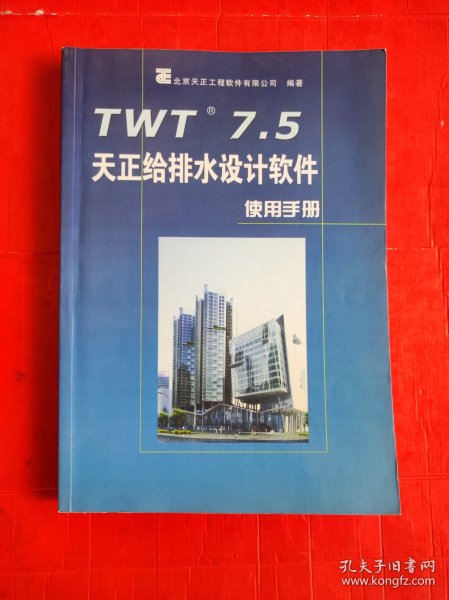 北京天正工程软件有限公司 编著
TWT® 7.5
天正给排水设计软件
使用手册
孔夫子旧书网
www.kongfz.com